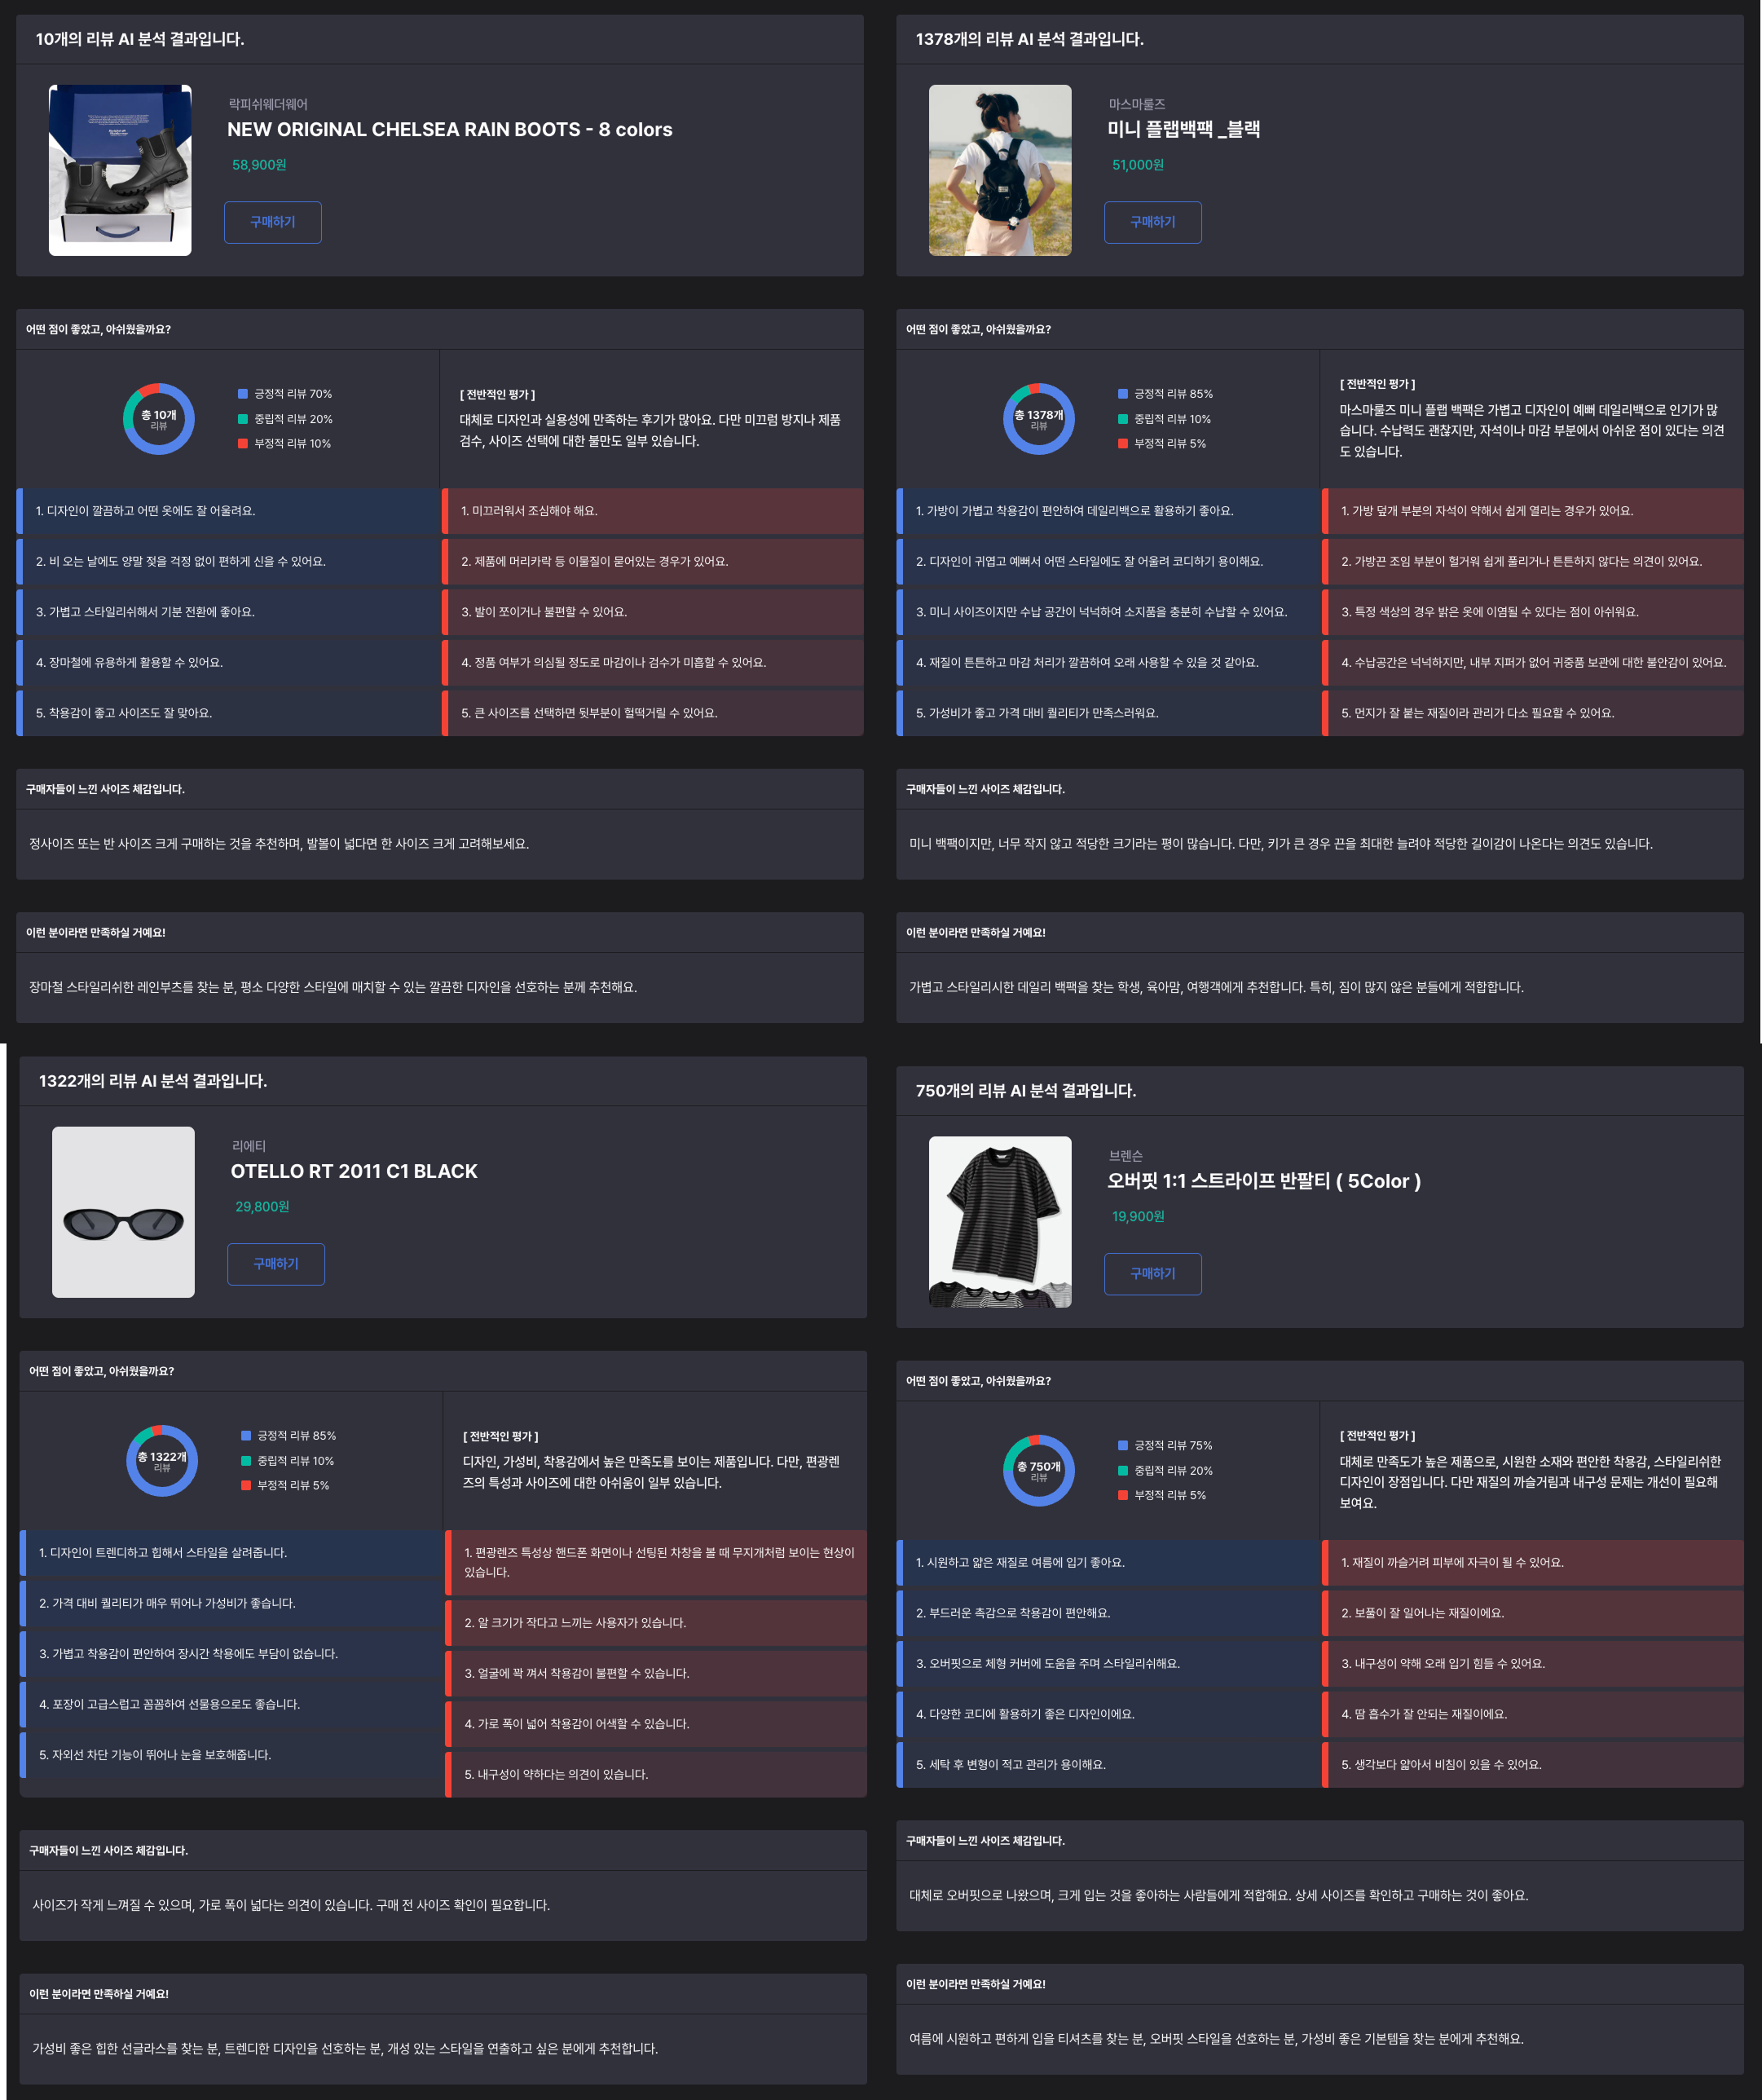 10개의 리뷰 AI 분석 결과입니다.
락피쉬웨더웨어
NEW ORIGINAL CHELSEA RAIN BOOTS - 8 colors
58,900원
구매하기
어떤 점이 좋았고, 아쉬웠을까요?
총 10개
리뷰
긍정적 리뷰 70%
중립적 리뷰 20%
부정적 리뷰 10%
[ 전반적인 평가 ]
대체로 디자인과 실용성에 만족하는 후기가 많아요. 다만 미끄럼 방지나 제품
검수, 사이즈 선택에 대한 불만도 일부 있습니다.
1. 디자인이 깔끔하고 어떤 옷에도 잘 어울려요.
2. 비 오는 날에도 양말 젖을 걱정 없이 편하게 신을 수 있어요.
3. 가볍고 스타일리쉬해서 기분 전환에 좋아요.
4. 장마철에 유용하게 활용할 수 있어요.
5. 착용감이 좋고 사이즈도 잘 맞아요.
1. 미끄러워서 조심해야 해요.
2. 제품에 머리카락 등 이물질이 묻어있는 경우가 있어요.
3. 발이 쪼이거나 불편할 수 있어요.
4. 정품 여부가 의심될 정도로 마감이나 검수가 미흡할 수 있어요.
5. 큰 사이즈를 선택하면 뒷부분이 헐떡거릴 수 있어요.
구매자들이 느낀 사이즈 체감입니다.
정사이즈 또는 반 사이즈 크게 구매하는 것을 추천하며, 발볼이 넓다면 한 사이즈 크게 고려해보세요.
이런 분이라면 만족하실 거예요!
장마철 스타일리쉬한 레인부츠를 찾는 분, 평소 다양한 스타일에 매치할 수 있는 깔끔한 디자인을 선호하는 분께 추천해요.
1378개의 리뷰 AI 분석 결과입니다.
마스마룰즈
미니 플랩백팩 _블랙
51,000원
구매하기
어떤 점이 좋았고, 아쉬웠을까요?
총 1378개
리뷰
긍정적 리뷰 85%
중립적 리뷰 10%
부정적 리뷰 5%
[ 전반적인 평가 ]
마스마룰즈 미니 플랩 백팩은 가볍고 디자인이 예뻐 데일리백으로 인기가 많
습니다. 수납력도 괜찮지만, 자석이나 마감 부분에서 아쉬운 점이 있다는 의견
도 있습니다.
1. 가방이 가볍고 착용감이 편안하여 데일리백으로 활용하기 좋아요.
2. 디자인이 귀엽고 예뻐서 어떤 스타일에도 잘 어울려 코디하기 용이해요.
3. 미니 사이즈이지만 수납 공간이 넉넉하여 소지품을 충분히 수납할 수 있어요.
4. 재질이 튼튼하고 마감 처리가 깔끔하여 오래 사용할 수 있을 것 같아요.
5. 가성비가 좋고 가격 대비 퀄리티가 만족스러워요.
1. 가방 덮개 부분의 자석이 약해서 쉽게 열리는 경우가 있어요.
2. 가방끈 조임 부분이 헐거워 쉽게 풀리거나 튼튼하지 않다는 의견이 있어요.
3. 특정 색상의 경우 밝은 옷에 이염될 수 있다는 점이 아쉬워요.
4. 수납공간은 넉넉하지만, 내부 지퍼가 없어 귀중품 보관에 대한 불안감이 있어요.
5. 먼지가 잘 붙는 재질이라 관리가 다소 필요할 수 있어요.
구매자들이 느낀 사이즈 체감입니다.
미니 백팩이지만, 너무 작지 않고 적당한 크기라는 평이 많습니다. 다만, 키가 큰 경우 끈을 최대한 늘려야 적당한 길이감이 나온다는 의견도 있습니다.
이런 분이라면 만족하실 거예요!
가볍고 스타일리시한 데일리 백팩을 찾는 학생, 육아맘, 여행객에게 추천합니다. 특히, 짐이 많지 않은 분들에게 적합합니다.
1322개의 리뷰 AI 분석 결과입니다.
리에티
OTELLO RT 2011 C1 BLACK
29,800원
구매하기
어떤 점이 좋았고, 아쉬웠을까요?
총 1322개
리뷰
긍정적 리뷰 85%
중립적 리뷰 10%
부정적 리뷰 5%
[ 전반적인 평가 ]
디자인, 가성비, 착용감에서 높은 만족도를 보이는 제품입니다. 다만, 편광렌
즈의 특성과 사이즈에 대한 아쉬움이 일부 있습니다.
1. 디자인이 트렌디하고 힙해서 스타일을 살려줍니다.
2. 가격 대비 퀄리티가 매우 뛰어나 가성비가 좋습니다.
3. 가볍고 착용감이 편안하여 장시간 착용에도 부담이 없습니다.
4. 포장이 고급스럽고 꼼꼼하여 선물용으로도 좋습니다.
5. 자외선 차단 기능이 뛰어나 눈을 보호해줍니다.
1. 편광렌즈 특성상 핸드폰 화면이나 선팅된 차창을 볼 때 무지개처럼 보이는 현상이
있습니다.
2. 알 크기가 작다고 느끼는 사용자가 있습니다.
3. 얼굴에 꽉 껴서 착용감이 불편할 수 있습니다.
4. 가로 폭이 넓어 착용감이 어색할 수 있습니다.
5. 내구성이 약하다는 의견이 있습니다.
구매자들이 느낀 사이즈 체감입니다.
사이즈가 작게 느껴질 수 있으며, 가로 폭이 넓다는 의견이 있습니다. 구매 전 사이즈 확인이 필요합니다.
이런 분이라면 만족하실 거예요!
가성비 좋은 힙한 선글라스를 찾는 분, 트렌디한 디자인을 선호하는 분, 개성 있는 스타일을 연출하고 싶은 분에게 추천합니다.
750개의 리뷰 AI 분석 결과입니다.
브렌슨
오버핏 1:1 스트라이프 반팔티 ( 5Color )
19,900원
구매하기
어떤 점이 좋았고, 아쉬웠을까요?
총 750개
리뷰
긍정적 리뷰 75%
중립적 리뷰 20%
부정적 리뷰 5%
[ 전반적인 평가 ]
대체로 만족도가 높은 제품으로, 시원한 소재와 편안한 착용감, 스타일리쉬한
디자인이 장점입니다. 다만 재질의 까슬거림과 내구성 문제는 개선이 필요해
보여요.
1. 시원하고 얇은 재질로 여름에 입기 좋아요.
2. 부드러운 촉감으로 착용감이 편안해요.
3. 오버핏으로 체형 커버에 도움을 주며 스타일리쉬해요.
4. 다양한 코디에 활용하기 좋은 디자인이에요.
5. 세탁 후 변형이 적고 관리가 용이해요.
1. 재질이 까슬거려 피부에 자극이 될 수 있어요.
2. 보풀이 잘 일어나는 재질이에요.
3. 내구성이 약해 오래 입기 힘들 수 있어요.
4. 땀 흡수가 잘 안되는 재질이에요.
5. 생각보다 얇아서 비침이 있을 수 있어요.
구매자들이 느낀 사이즈 체감입니다.
대체로 오버핏으로 나왔으며, 크게 입는 것을 좋아하는 사람들에게 적합해요. 상세 사이즈를 확인하고 구매하는 것이 좋아요.
이런 분이라면 만족하실 거예요!
여름에 시원하고 편하게 입을 티셔츠를 찾는 분, 오버핏 스타일을 선호하는 분, 가성비 좋은 기본템을 찾는 분에게 추천해요.